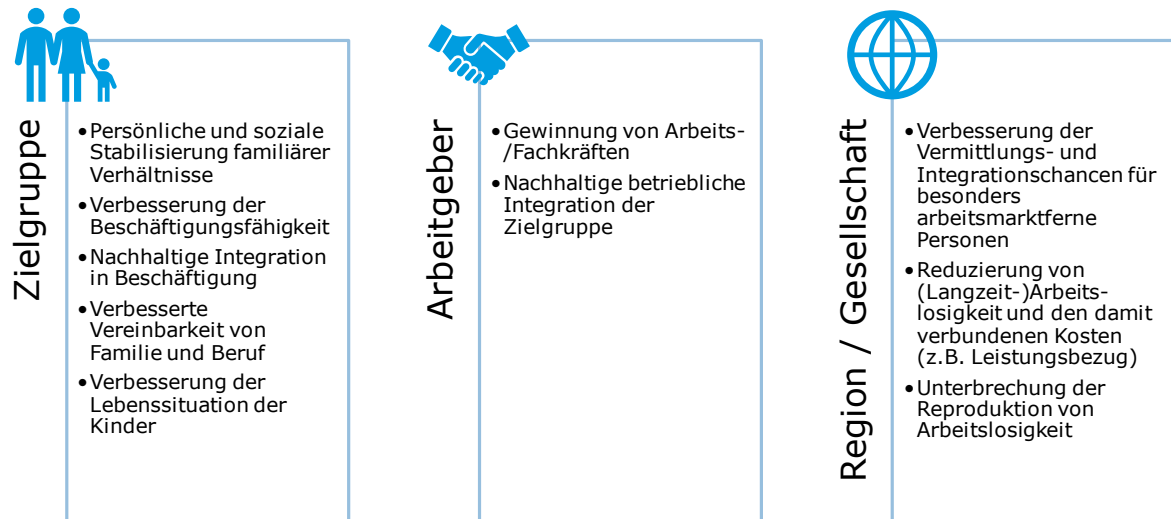 Zielgruppe
•Persönliche und soziale
Stabilisierung familiärer
Verhältnisse
•Verbesserung der
Beschäftigungsfähigkeit
•Nachhaltige Integration
in Beschäftigung
•Verbesserte
Vereinbarkeit von
Familie und Beruf
•Verbesserung der
Lebenssituation der
Kinder
Arbeitgeber
•Gewinnung von Arbeits-
/Fachkräften
•Nachhaltige betriebliche
Integration der
Zielgruppe
Region / Gesellschaft
•Verbesserung der
Vermittlungs- und
Integrationschancen für
besonders
arbeitsmarktferne
Personen
•Reduzierung von
(Langzeit-)Arbeits-
losigkeit und den damit
verbundenen Kosten
(z.B. Leistungsbezug)
•Unterbrechung der
Reproduktion von
Arbeitslosigkeit